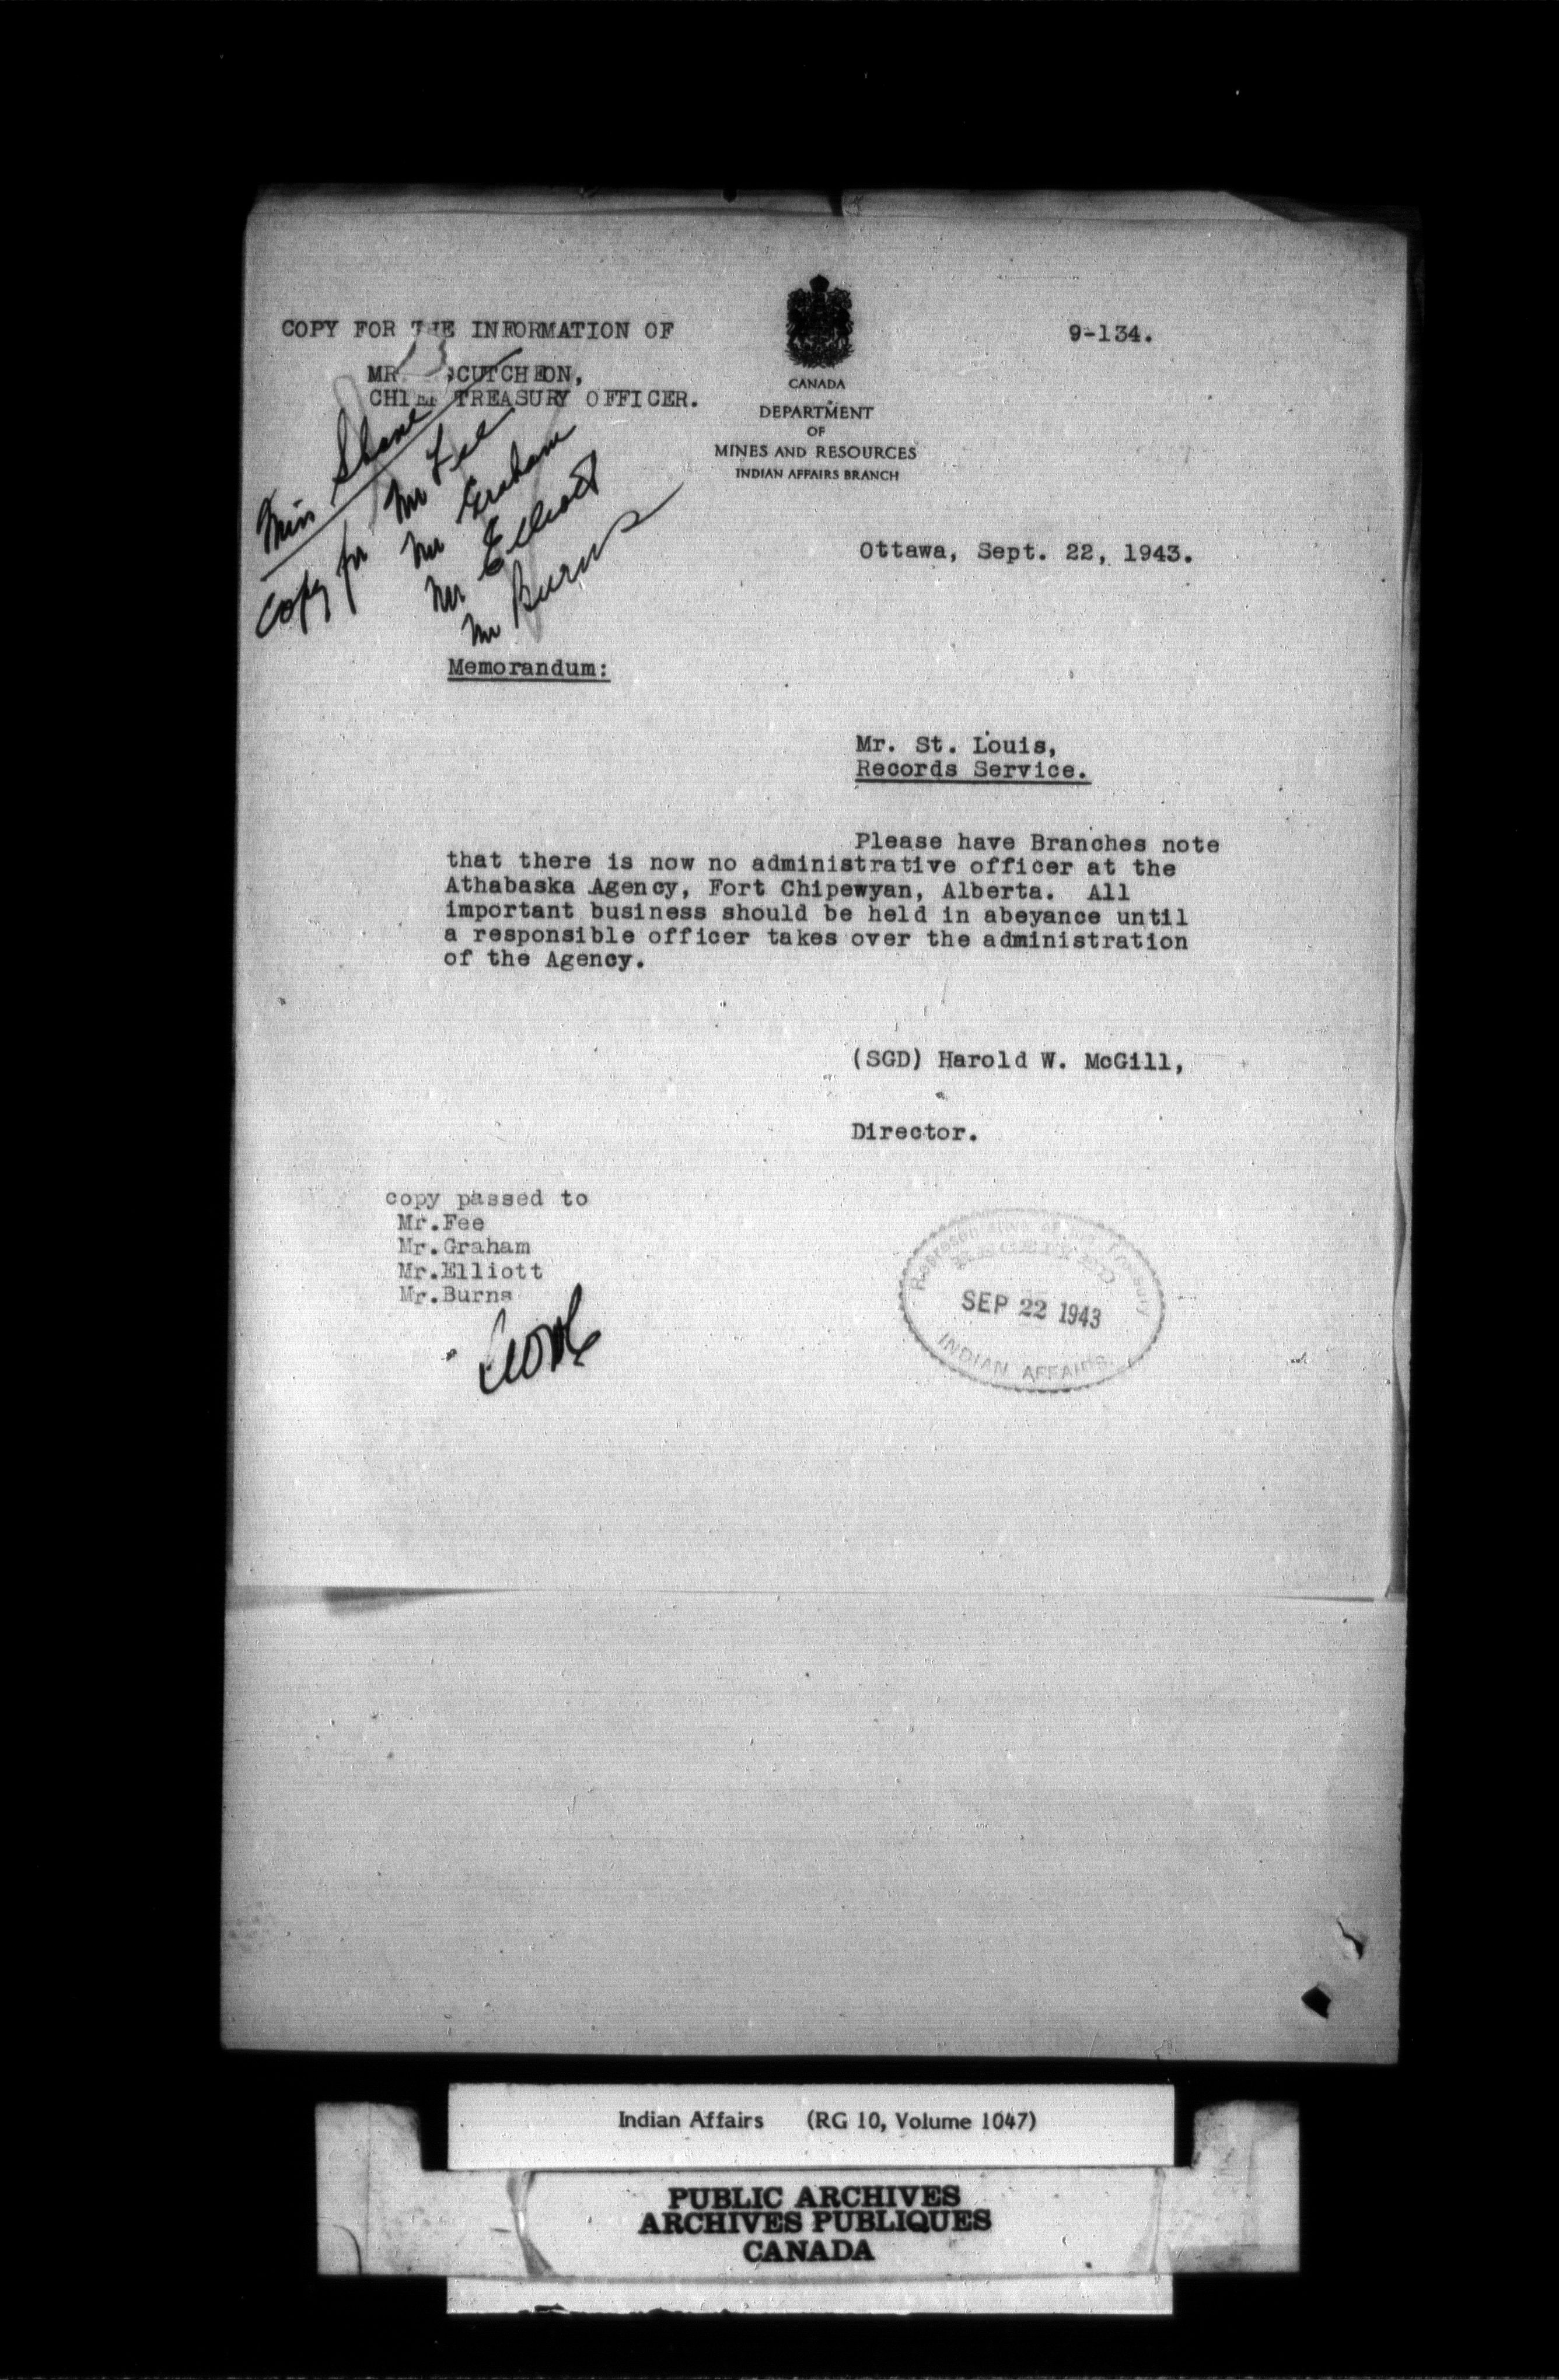 COPY FOR THE INFORMATION OF
MR. CUTCHEON,
CHIEF TREASURY OFFICER.
CANADA
DEPARTMENT
OF
MINES AND RESOURCES
INDIAN AFFAIRS BRANCH
9-134.
Miss
Copy for Mr Fee
Mr Graham
Mr Elliott
Mr Burns
Ottawa, Sept. 22, 1943.
Memorandum:
Mr. St. Louis,
Records Service.
Please have Branches note
that there is now no administrative officer at the
Athabaska Agency, Fort Chipewyan, Alberta. All
important business should be held in abeyance until
a responsible officer takes over the administration
of the Agency.
(SGD) Harold W. McGill,
Director.
copy passed to
Mr.Fee
Mr.Graham
Mr.Elliott
Mr.Burns
Representative of the Treasury
RECEIVED
SEP 22 1943
INDIAN AFFAIRS
Indian Affairs (RG 10, Volume 1047)
PUBLIC ARCHIVES
ARCHIVES PUBLIQUES
CANADA